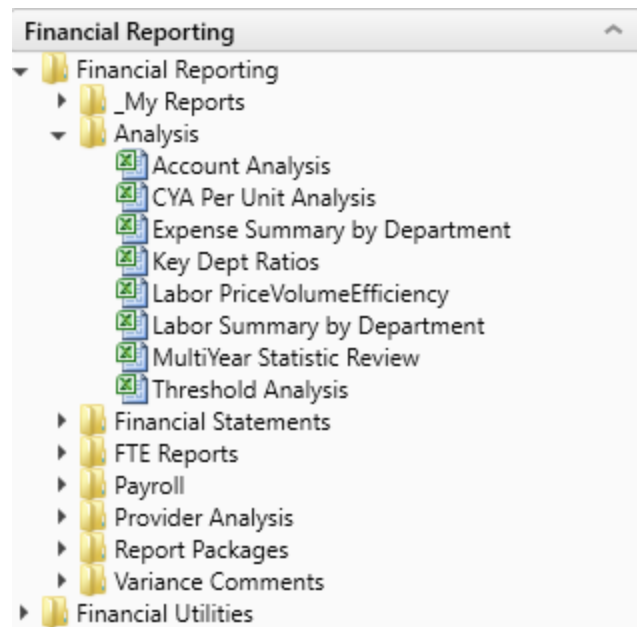 Financial Reporting
Financial Reporting
_My Reports
Analysis
Account Analysis
CYA Per Unit Analysis
Expense Summary by Department
Key Dept Ratios
Labor PriceVolumeEfficiency
Labor Summary by Department
MultiYear Statistic Review
Threshold Analysis
Financial Statements
FTE Reports
Payroll
Provider Analysis
Report Packages
Variance Comments
Financial Utilities